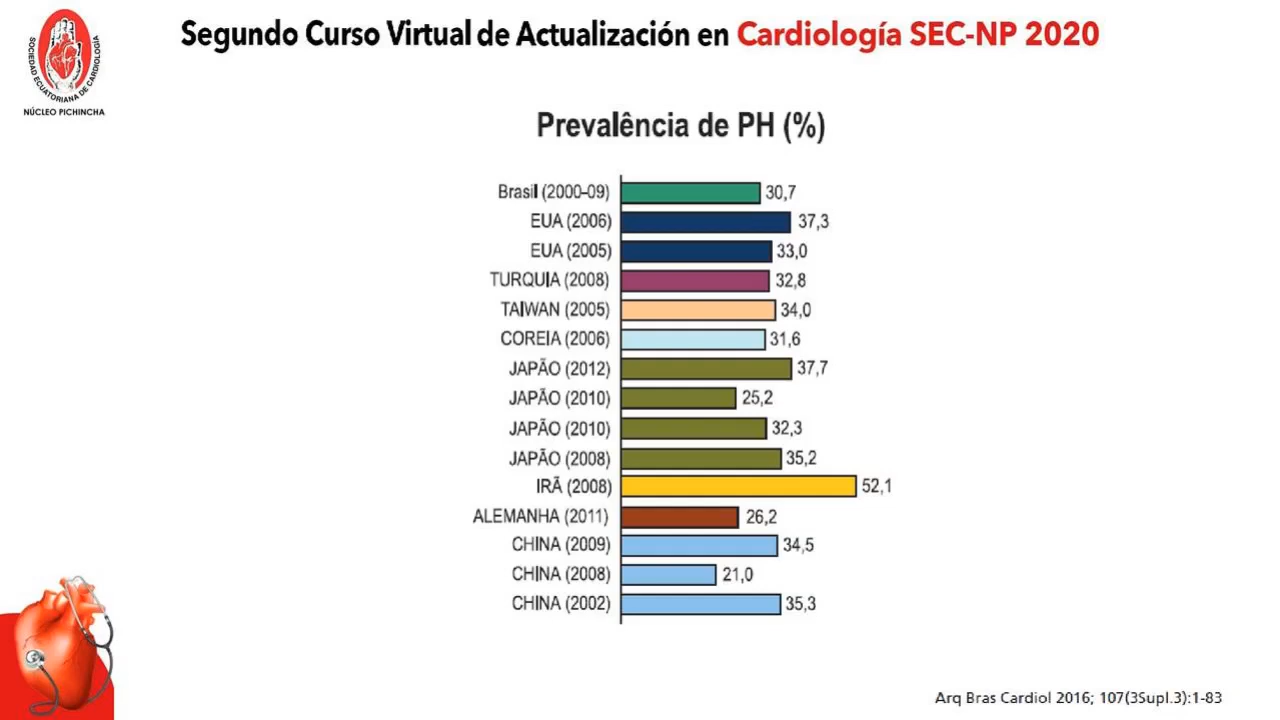 Segundo Curso Virtual de Actualización en Cardiología SEC-NP 2020
SOCIEDAD ECUATORIANA DE CARDIOLOGÍA
NÚCLEO PICHINCHA
Prevalência de PH (%)
Brasil (2000-09) 30,7
EUA (2006) 37,3
EUA (2005) 33,0
TURQUIA (2008) 32,8
TAIWAN (2005) 34,0
COREIA (2006) 31,6
JAPÃO (2012) 37,7
JAPÃO (2010) 25,2
JAPÃO (2010) 32,3
JAPÃO (2008) 35,2
IRÃ (2008) 52,1
ALEMANHA (2011) 26,2
CHINA (2009) 34,5
CHINA (2008) 21,0
CHINA (2002) 35,3
Arq Bras Cardiol 2016; 107(3Supl.3):1-83